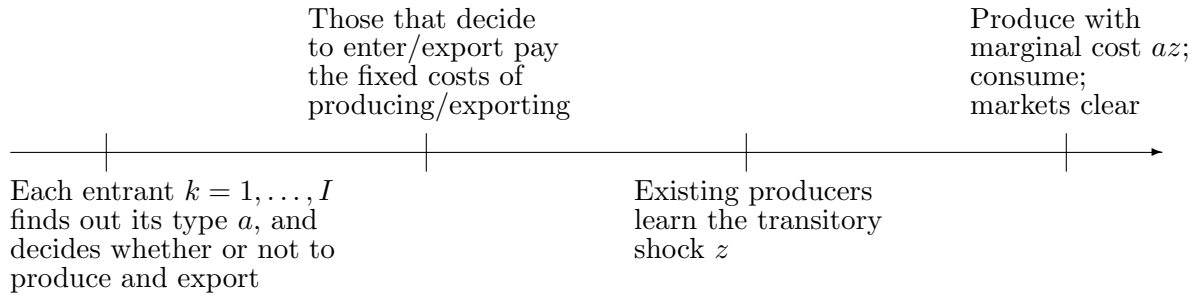 Those that decide
to enter/export pay
the fixed costs of
producing/exporting
Produce with
marginal cost az;
consume;
markets clear
Each entrant k = 1, . . . , I
finds out its type a, and
decides whether or not to
produce and export
Existing producers
learn the transitory
shock z